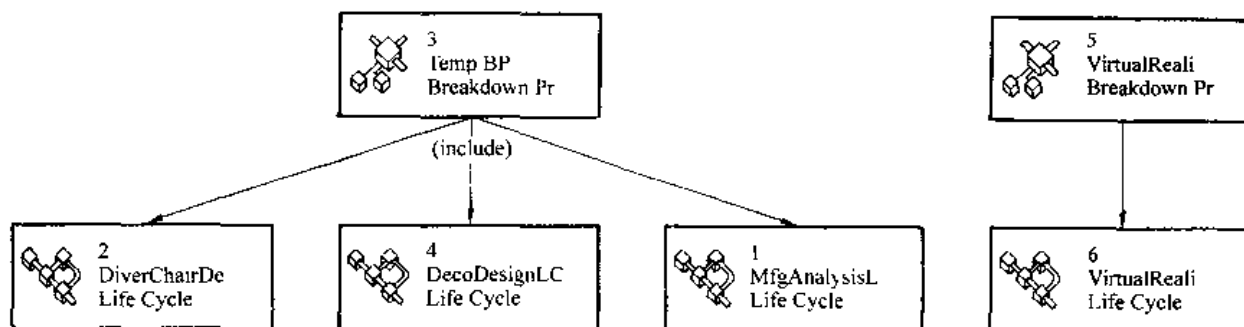 3
Temp BP
Breakdown Pr
5
VirtualReali
Breakdown Pr
(include)
2
DiverChairDe
Life Cycle
4
DecoDesignLC
Life Cycle
1
MfgAnalysisL
Life Cycle
6
VirtualReali
Life Cycle